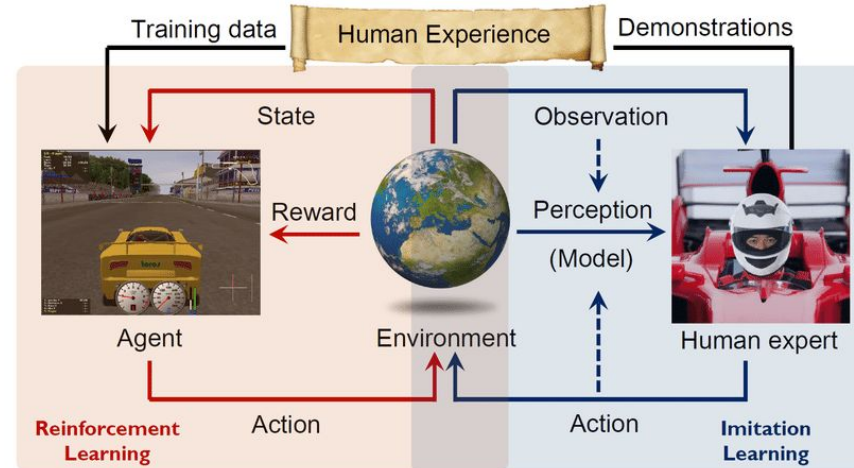 Training data
Human Experience
Demonstrations
State
Observation
Reward
Perception
(Model)
Agent
Environment
Human expert
Action
Action
Reinforcement
Learning
Imitation
Learning